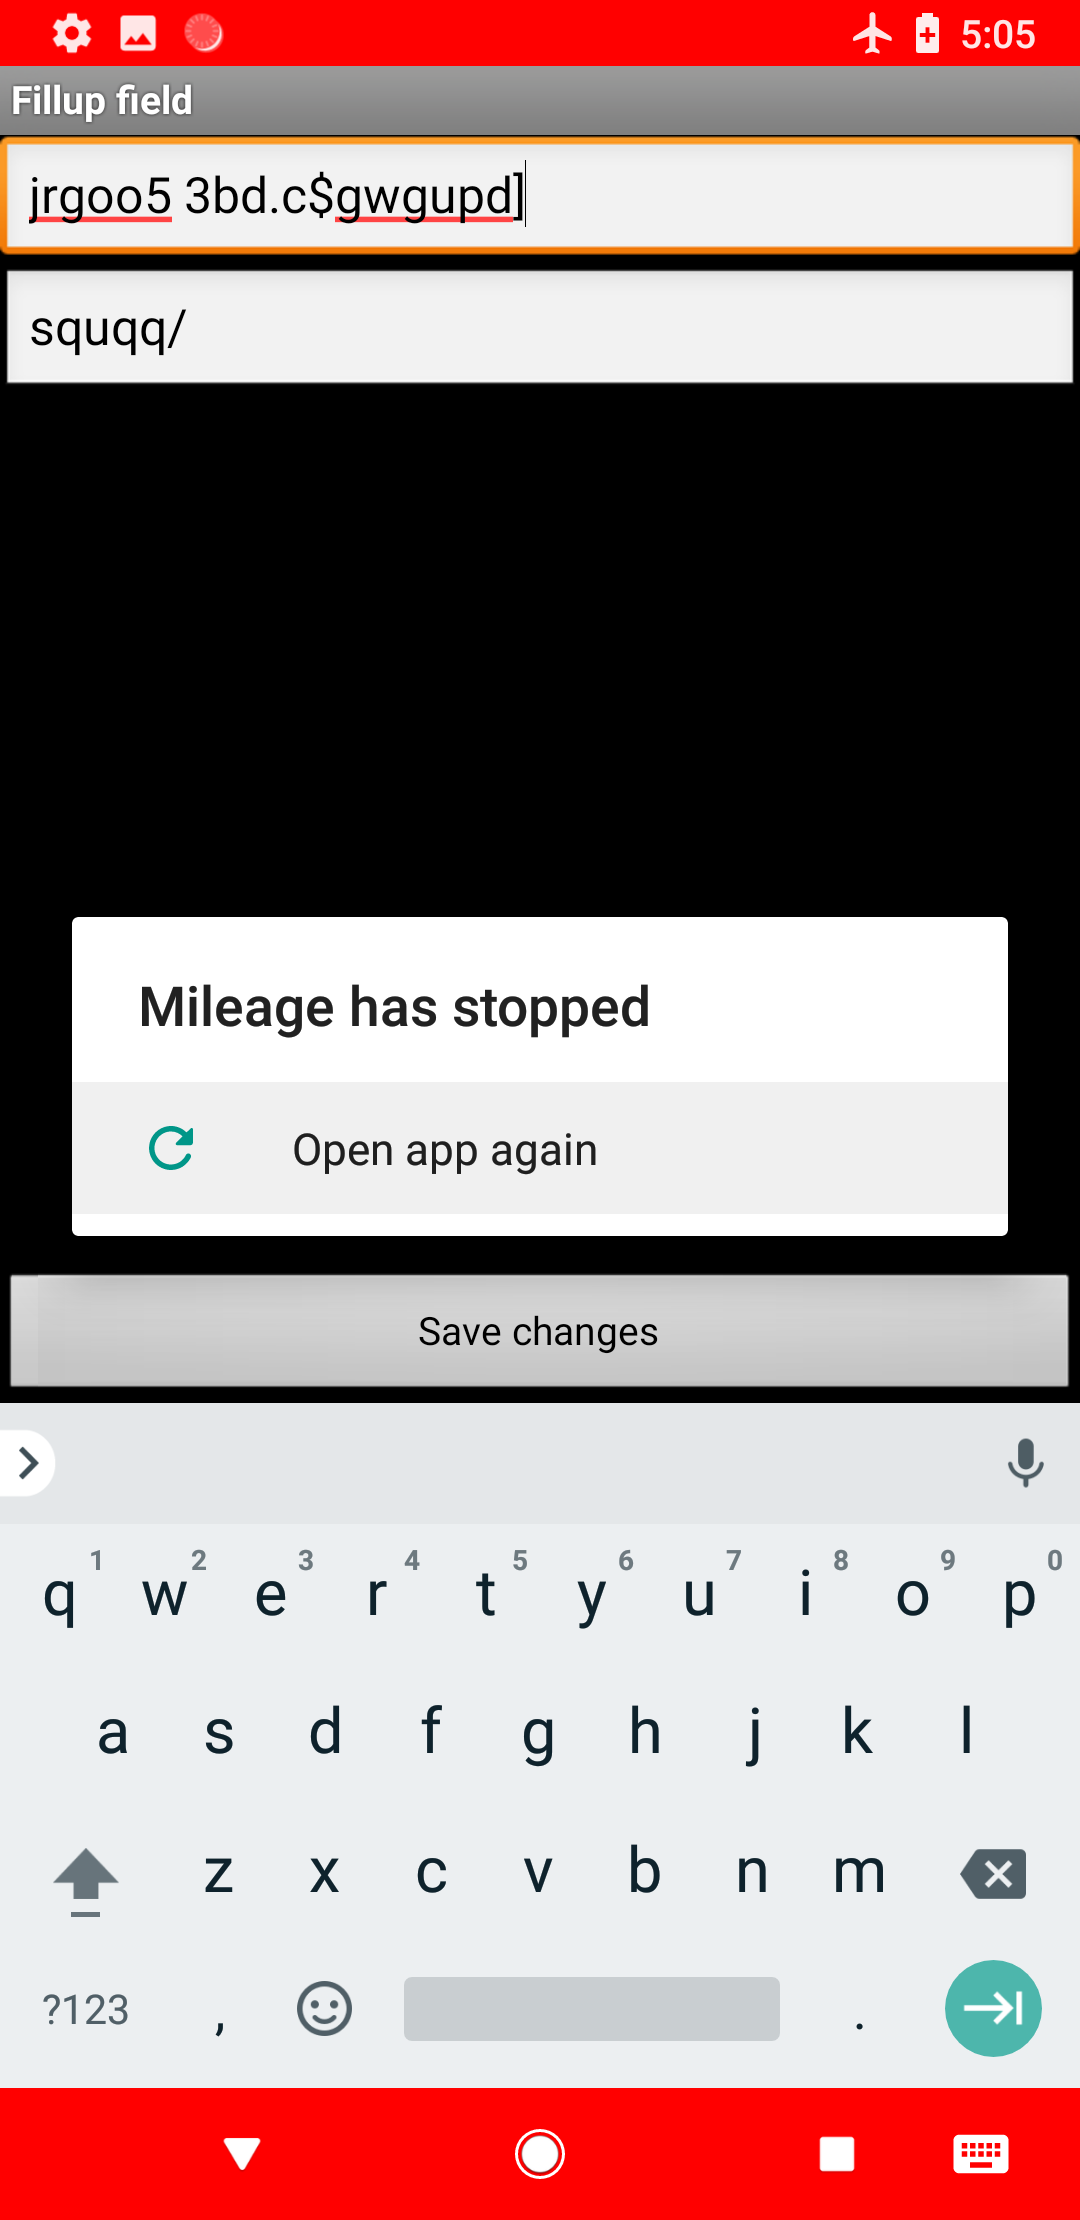 5:05
Fillup field
jrgoo5 3bd.c$gwgupd]
squqq/
Mileage has stopped
Open app again
Save changes
1 2 3 4 5 6 7 8 9 0
q w e r t y u i o p
a s d f g h j k l
z x c v b n m
?123 , .